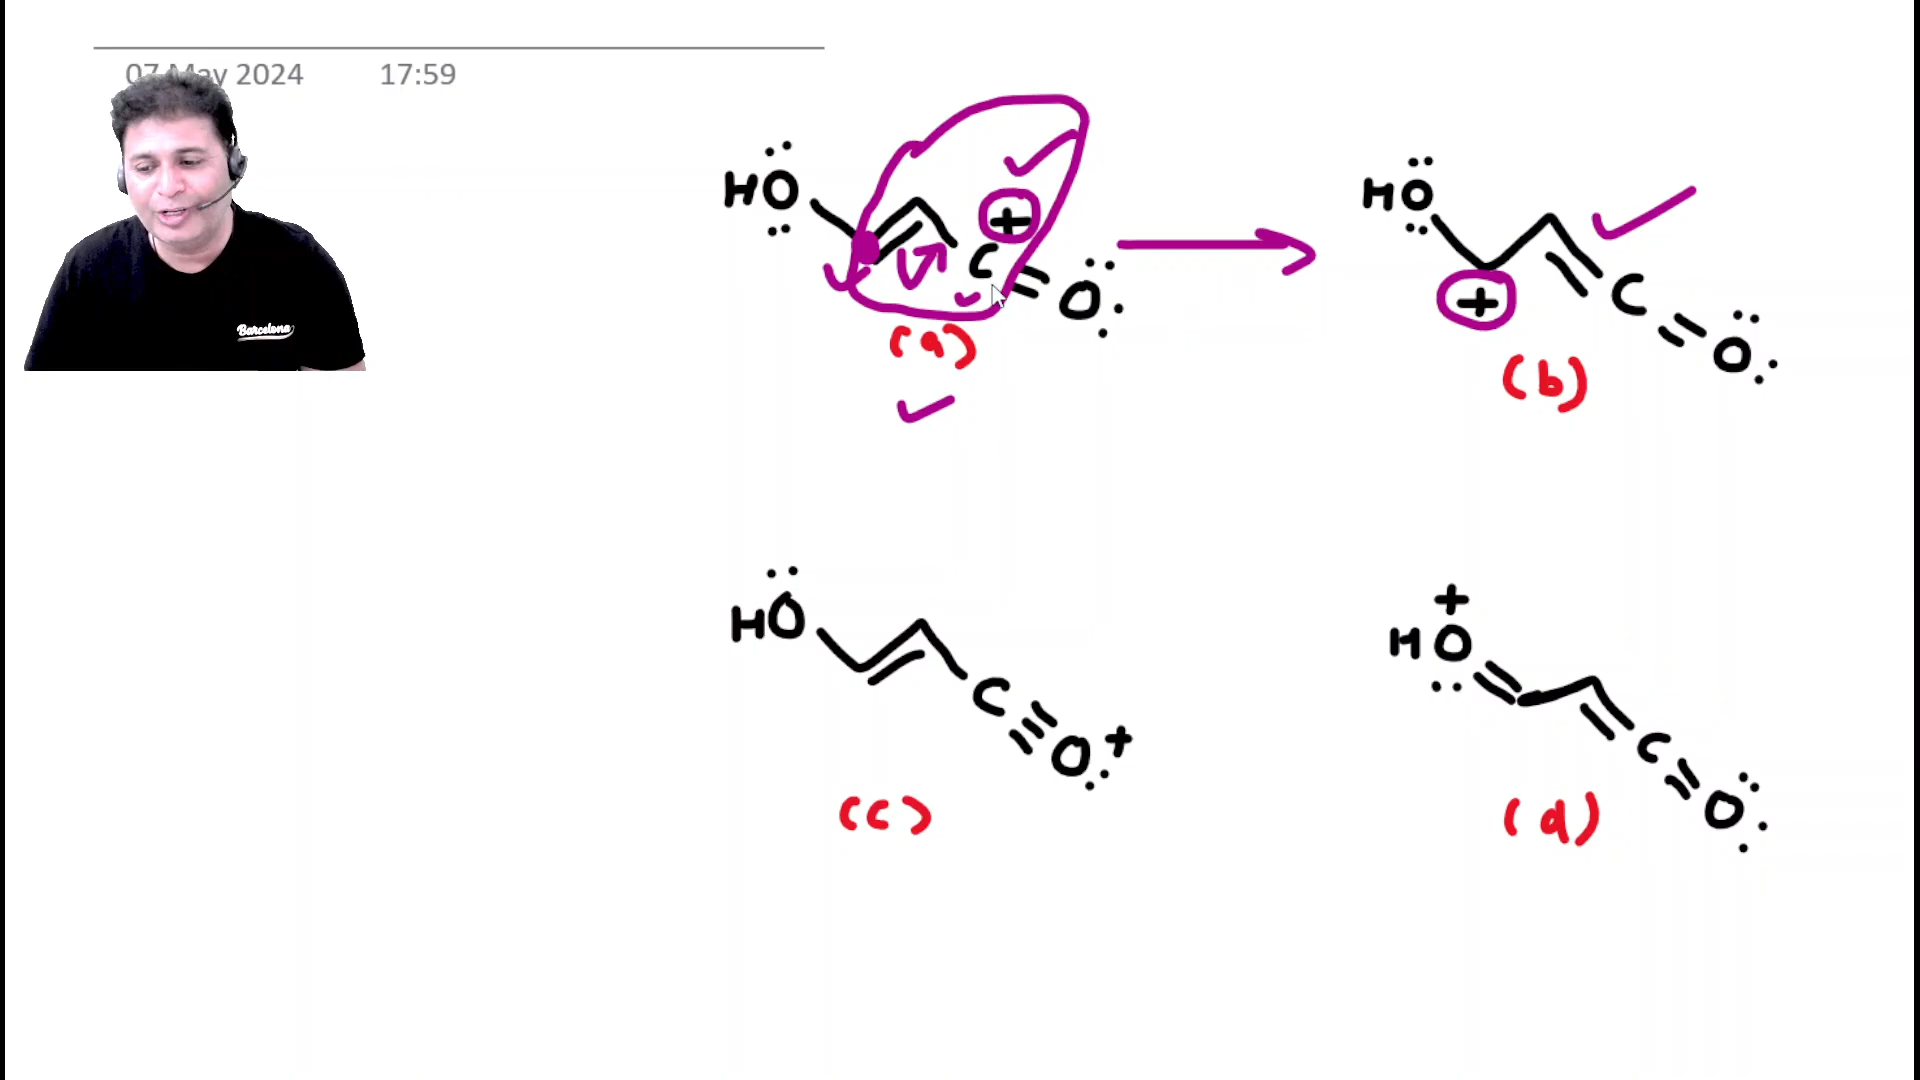 07 May 2024 17:59
Barcelona
HO C + = O
(a)
HO + C = O
(b)
HO C ≡ O +
(c)
+
HO = C = O
(d)